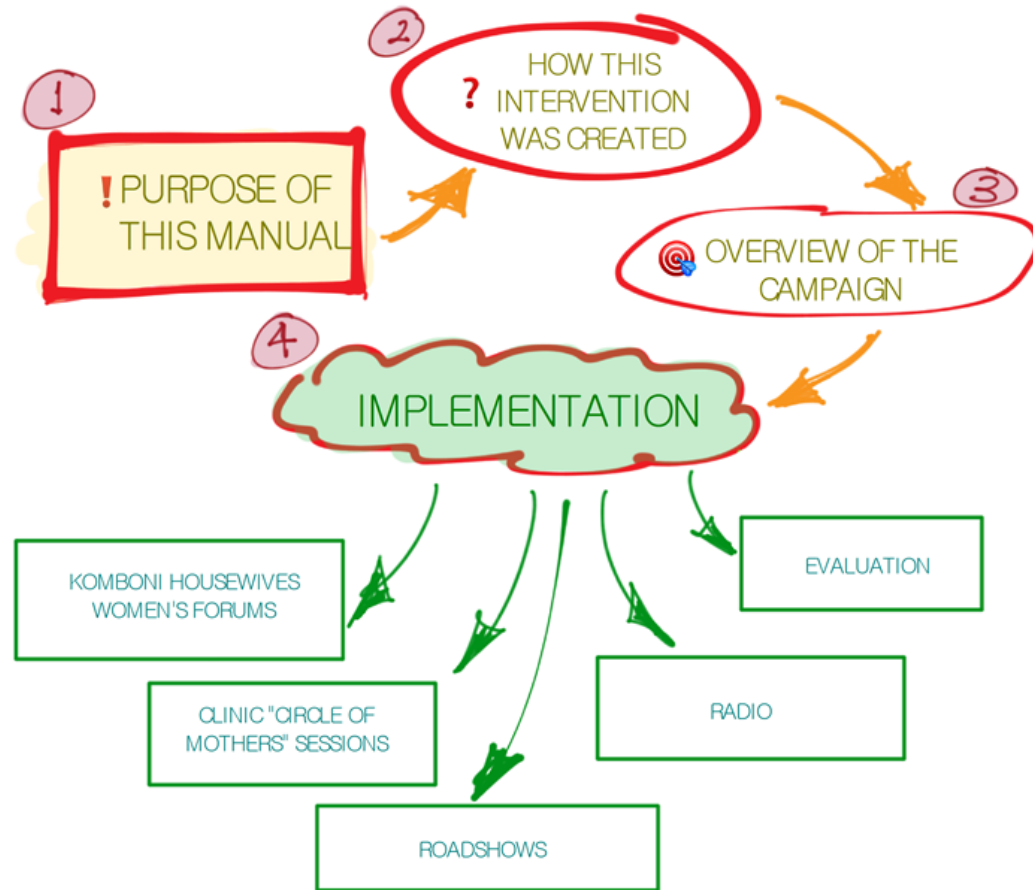 1
! PURPOSE OF
THIS MANUAL
2
? HOW THIS
INTERVENTION
WAS CREATED
3
OVERVIEW OF THE
CAMPAIGN
4
IMPLEMENTATION
KOMBONI HOUSEWIVES
WOMEN'S FORUMS
CLINIC "CIRCLE OF
MOTHERS" SESSIONS
ROADSHOWS
RADIO
EVALUATION